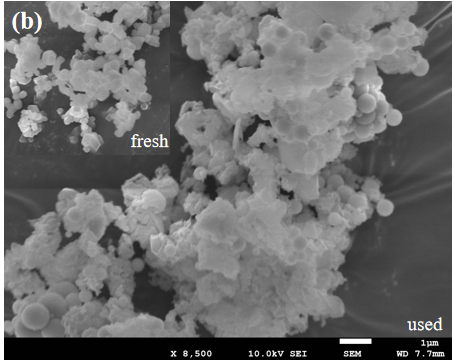 (b)
fresh
used
1μm
X 8,500 10.0kV SEI SEM WD 7.7mm